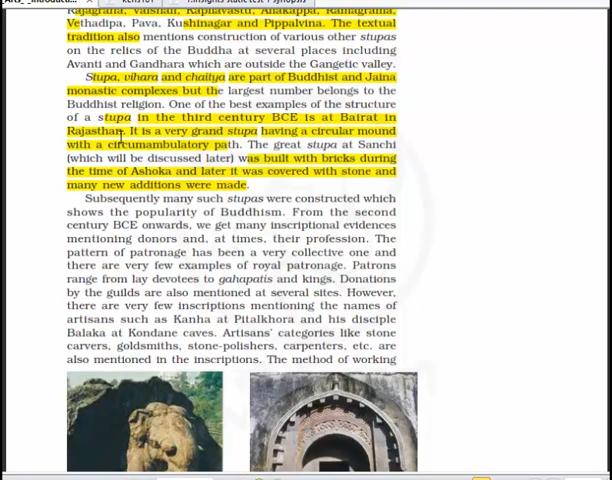 Rajagraha, Vaishali, Kapilavastu, Allakappa, Ramagrama,
Vethadipa, Pava, Kushinagar and Pippalvina. The textual
tradition also mentions construction of various other stupas
on the relics of the Buddha at several places including
Avanti and Gandhara which are outside the Gangetic valley.
Stupa, vihara and chaitya are part of Buddhist and Jaina
monastic complexes but the largest number belongs to the
Buddhist religion. One of the best examples of the structure
of a stupa in the third century BCE is at Bairat in
Rajasthan. It is a very grand stupa having a circular mound
with a circumambulatory path. The great stupa at Sanchi
(which will be discussed later) was built with bricks during
the time of Ashoka and later it was covered with stone and
many new additions were made.
Subsequently many such stupas were constructed which
shows the popularity of Buddhism. From the second
century BCE onwards, we get many inscriptional evidences
mentioning donors and, at times, their profession. The
pattern of patronage has been a very collective one and
there are very few examples of royal patronage. Patrons
range from lay devotees to gahapatis and kings. Donations
by the guilds are also mentioned at several sites. However,
there are very few inscriptions mentioning the names of
artisans such as Kanha at Pitalkhora and his disciple
Balaka at Kondane caves. Artisans' categories like stone
carvers, goldsmiths, stone-polishers, carpenters, etc. are
also mentioned in the inscriptions. The method of working